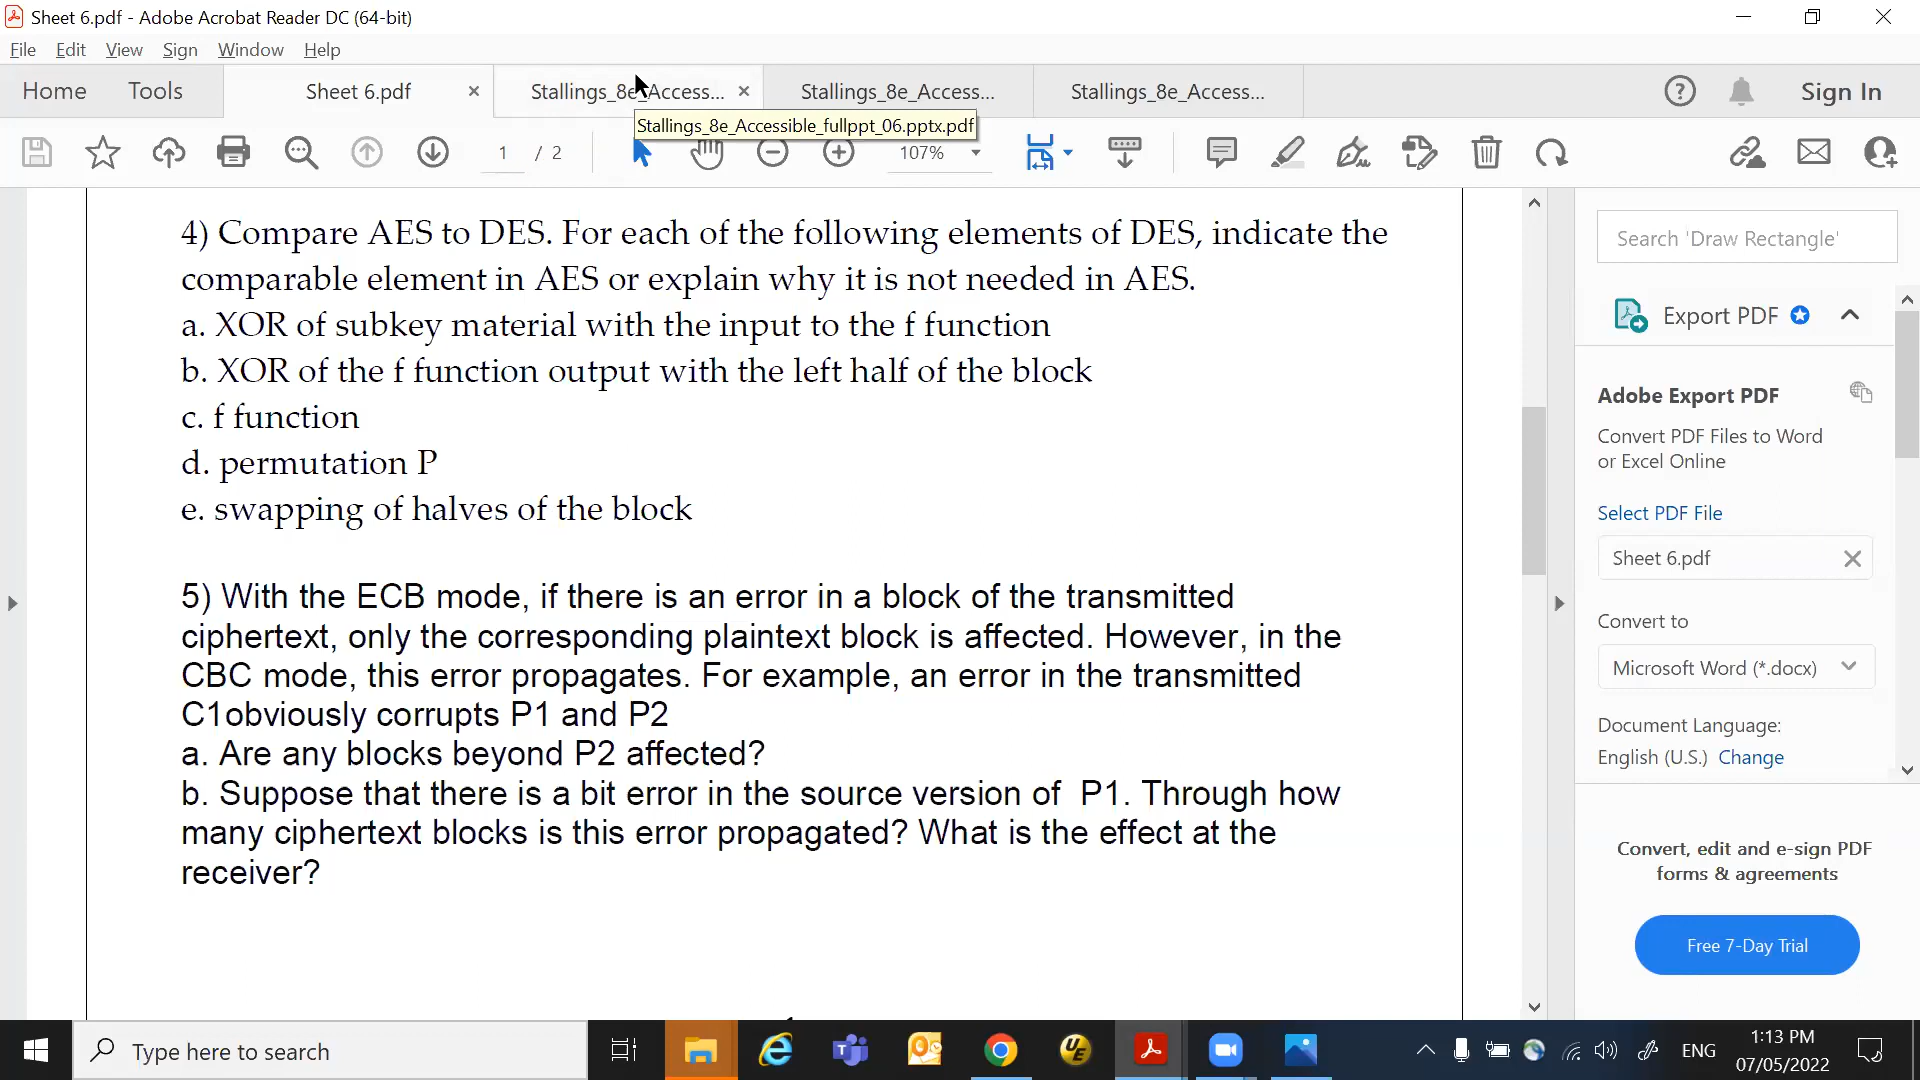 Sheet 6.pdf - Adobe Acrobat Reader DC (64-bit)
File Edit View Sign Window Help
Home Tools Sheet 6.pdf × Stallings_8e_Access... × Stallings_8e_Access... Stallings_8e_Access... Sign In
Stallings_8e_Accessible_fullppt_06.pptx.pdf
1 / 2 107%
4) Compare AES to DES. For each of the following elements of DES, indicate the
comparable element in AES or explain why it is not needed in AES.
a. XOR of subkey material with the input to the f function
b. XOR of the f function output with the left half of the block
c. f function
d. permutation P
e. swapping of halves of the block
5) With the ECB mode, if there is an error in a block of the transmitted
ciphertext, only the corresponding plaintext block is affected. However, in the
CBC mode, this error propagates. For example, an error in the transmitted
C1obviously corrupts P1 and P2
a. Are any blocks beyond P2 affected?
b. Suppose that there is a bit error in the source version of P1. Through how
many ciphertext blocks is this error propagated? What is the effect at the
receiver?
Search 'Draw Rectangle'
Export PDF
Adobe Export PDF
Convert PDF Files to Word
or Excel Online
Select PDF File
Sheet 6.pdf
Convert to
Microsoft Word (*.docx)
Document Language:
English (U.S.) Change
Convert, edit and e-sign PDF
forms & agreements
Free 7-Day Trial
Type here to search
ENG
1:13 PM
07/05/2022